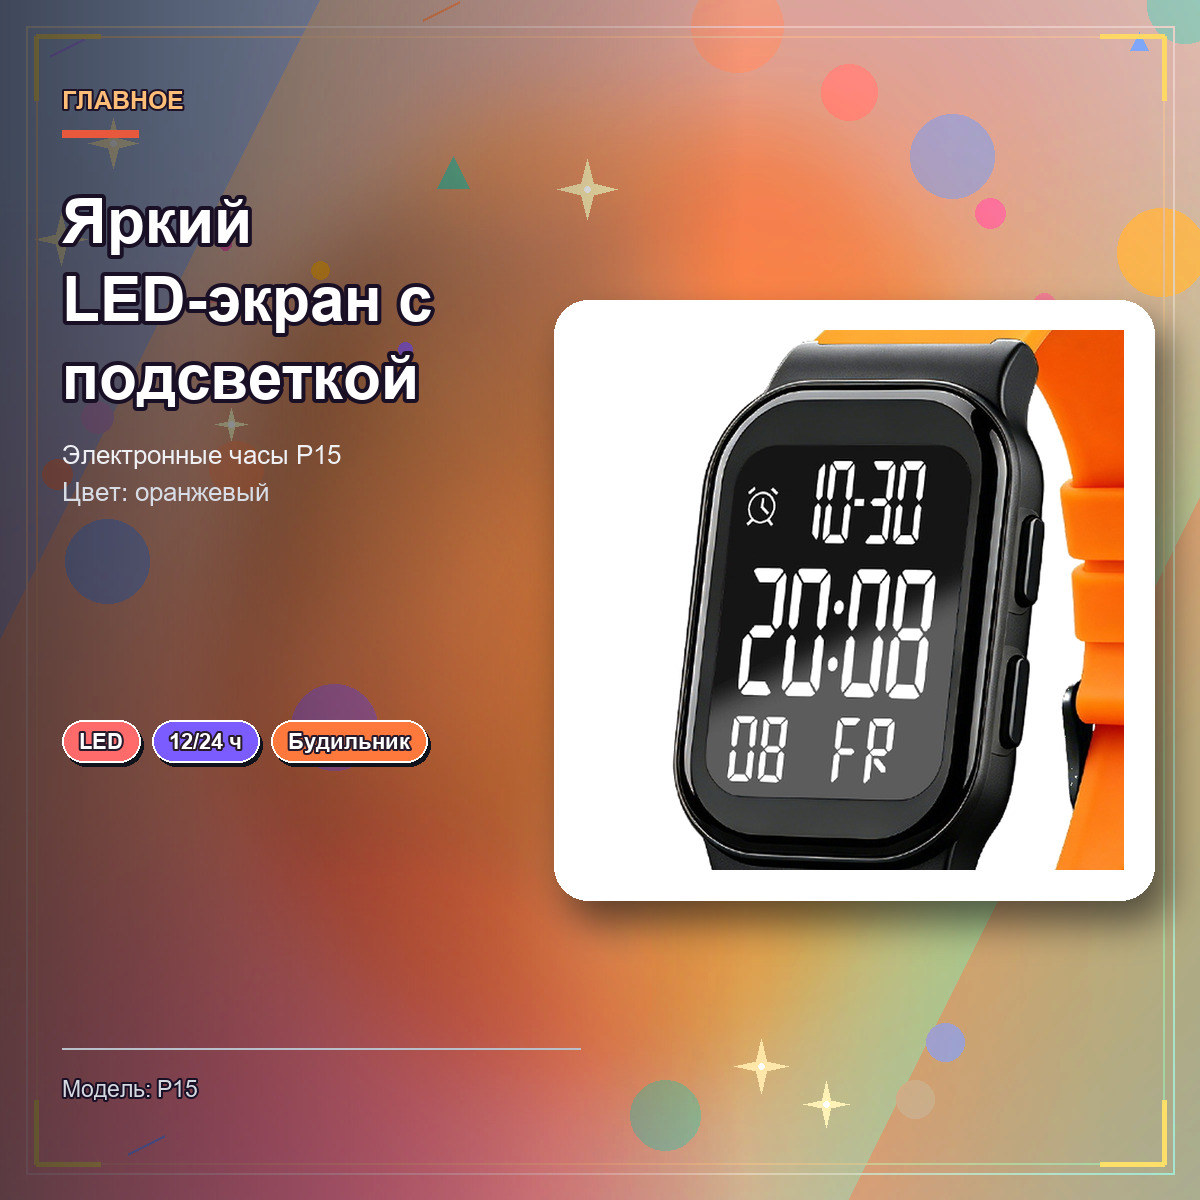 ГЛАВНОЕ
Яркий
LED-экран с
подсветкой
Электронные часы P15
Цвет: оранжевый
LED
12/24 ч
Будильник
10-30
20:08
08 FR
Модель: P15